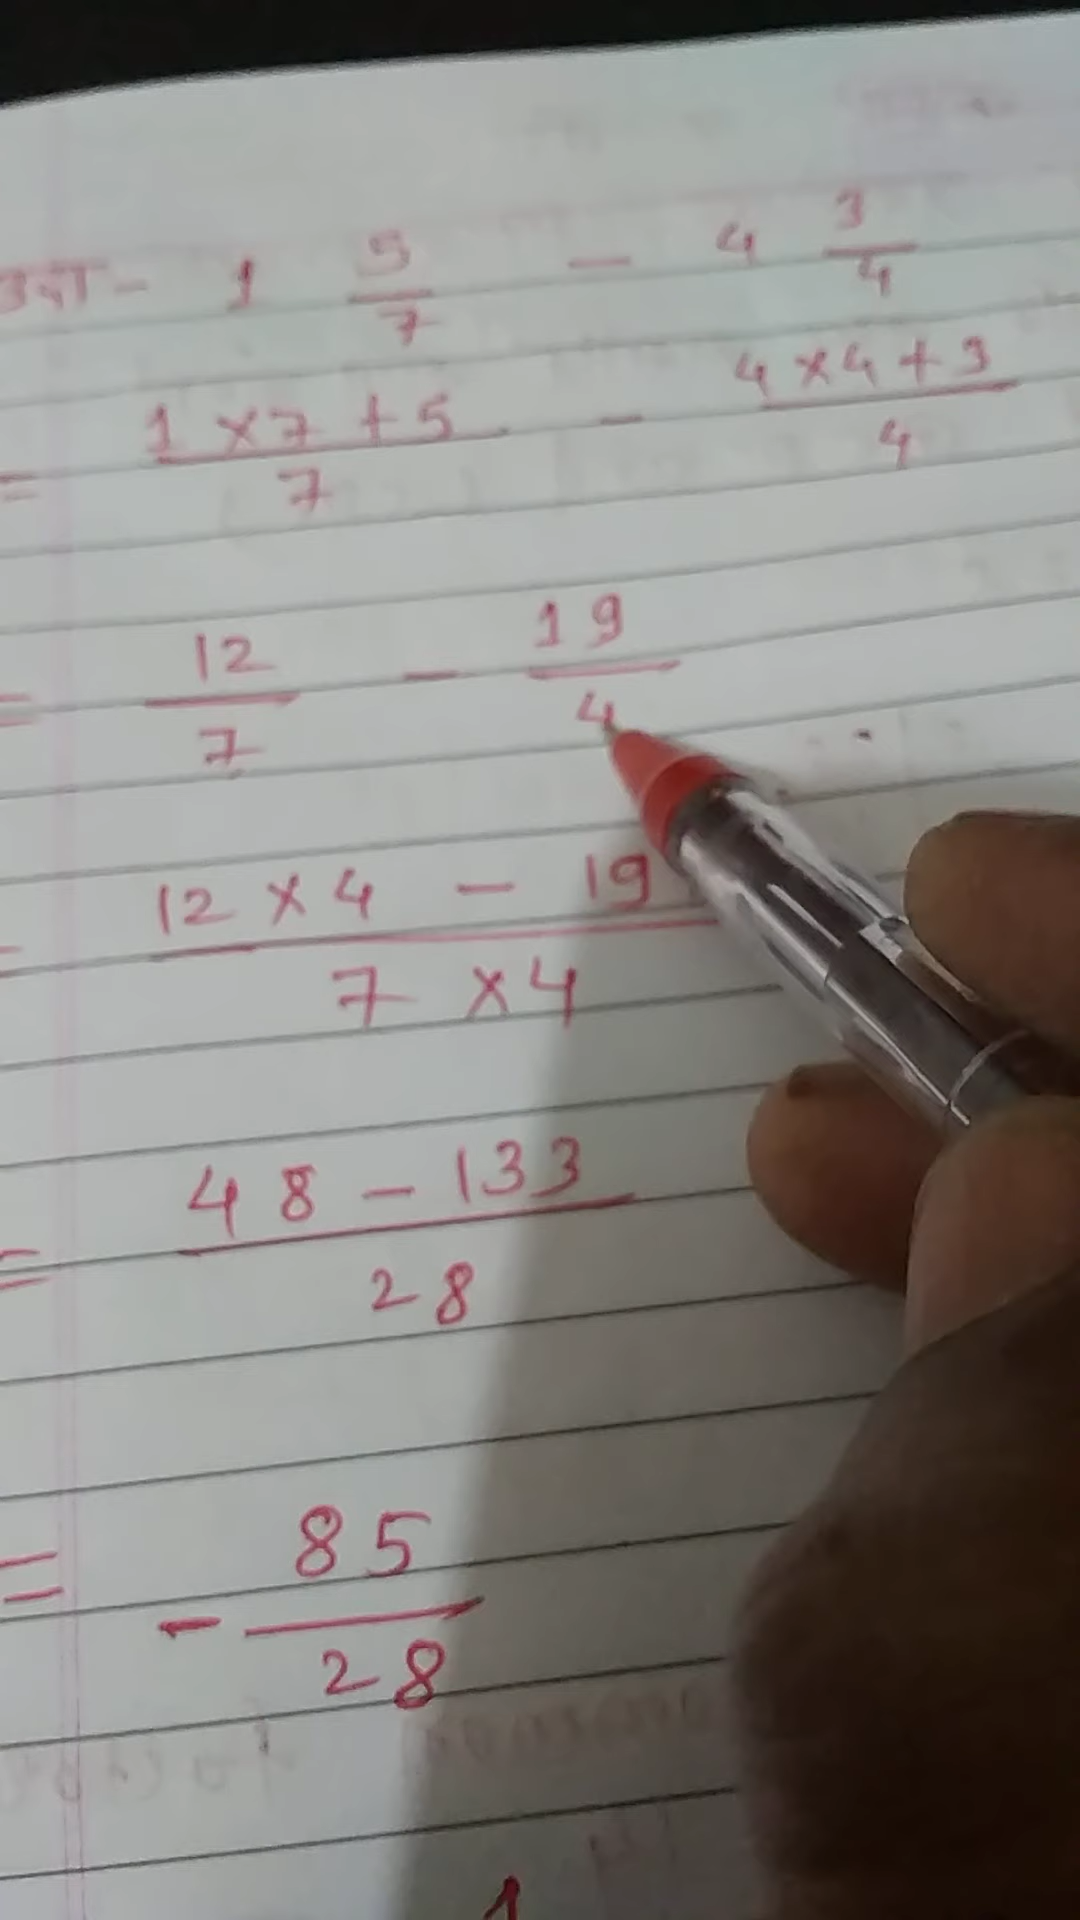 उदा- 1 5/7 - 4 3/4
= 1 × 7 + 5 / 7 - 4 × 4 + 3 / 4
= 12/7 - 19/4
= 12 × 4 - 19 / 7 × 4
= 48 - 133 / 28
= - 85/28
1